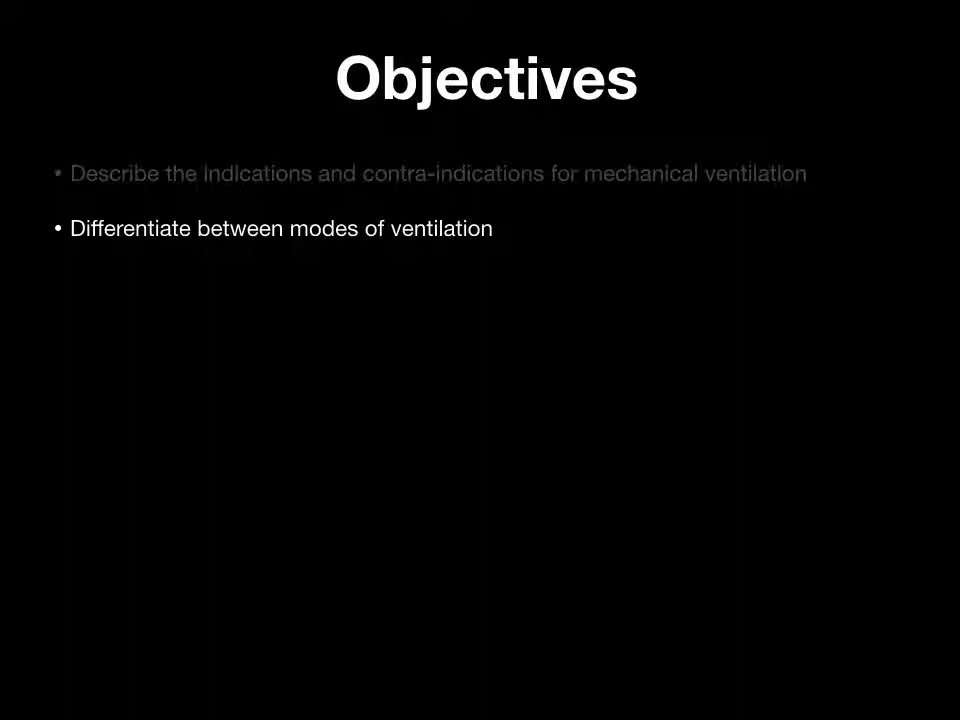 Objectives
• Describe the indications and contra-indications for mechanical ventilation
• Differentiate between modes of ventilation